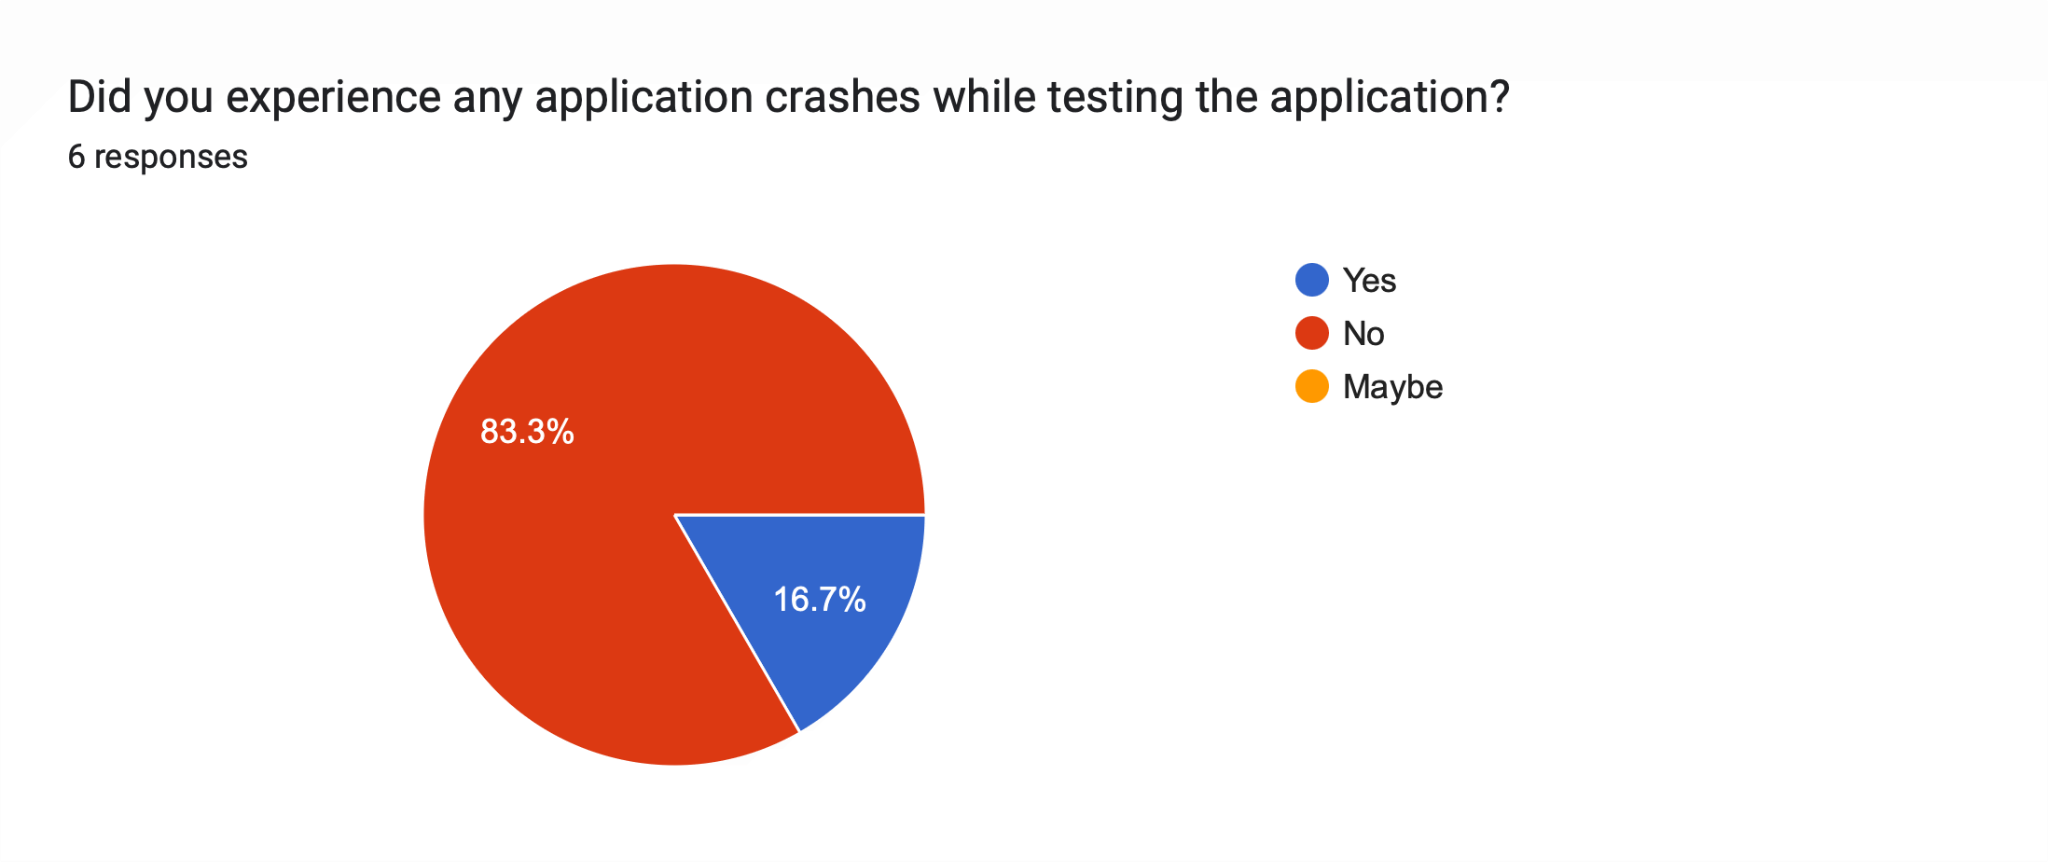 Did you experience any application crashes while testing the application?
6 responses
83.3%
16.7%
Yes
No
Maybe